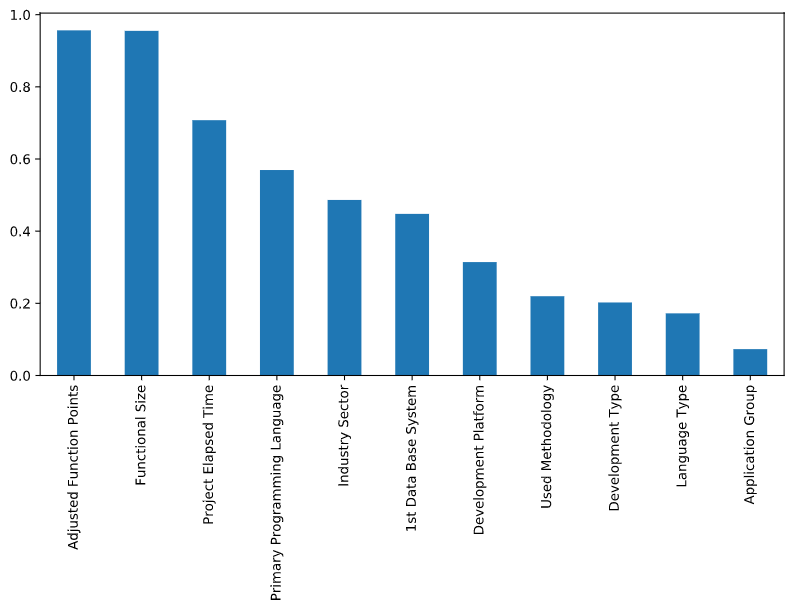 1.0
0.8
0.6
0.4
0.2
0.0
Adjusted Function Points
Functional Size
Project Elapsed Time
Primary Programming Language
Industry Sector
1st Data Base System
Development Platform
Used Methodology
Development Type
Language Type
Application Group